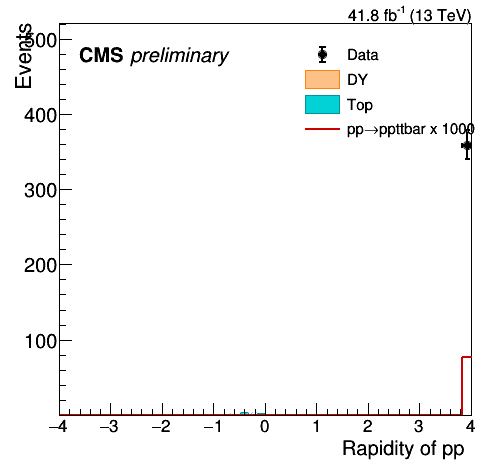 41.8 fb⁻¹ (13 TeV)
Events
CMS preliminary
Data
DY
Top
pp→ppttbar x 1000
500
400
300
200
100
−4 −3 −2 −1 0 1 2 3 4
Rapidity of pp